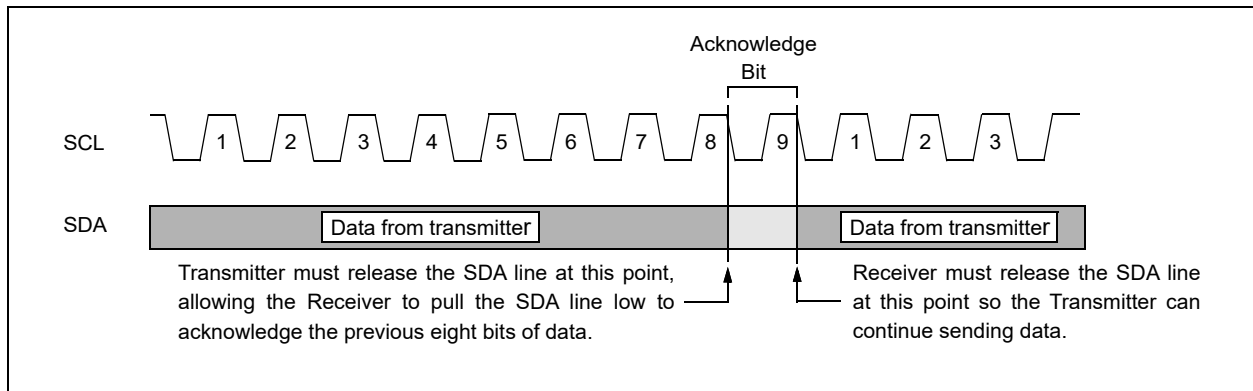 Acknowledge
Bit
SCL
1 2 3 4 5 6 7 8 9 1 2 3
SDA
Data from transmitter Data from transmitter
Transmitter must release the SDA line at this point,
allowing the Receiver to pull the SDA line low to
acknowledge the previous eight bits of data.
Receiver must release the SDA line
at this point so the Transmitter can
continue sending data.